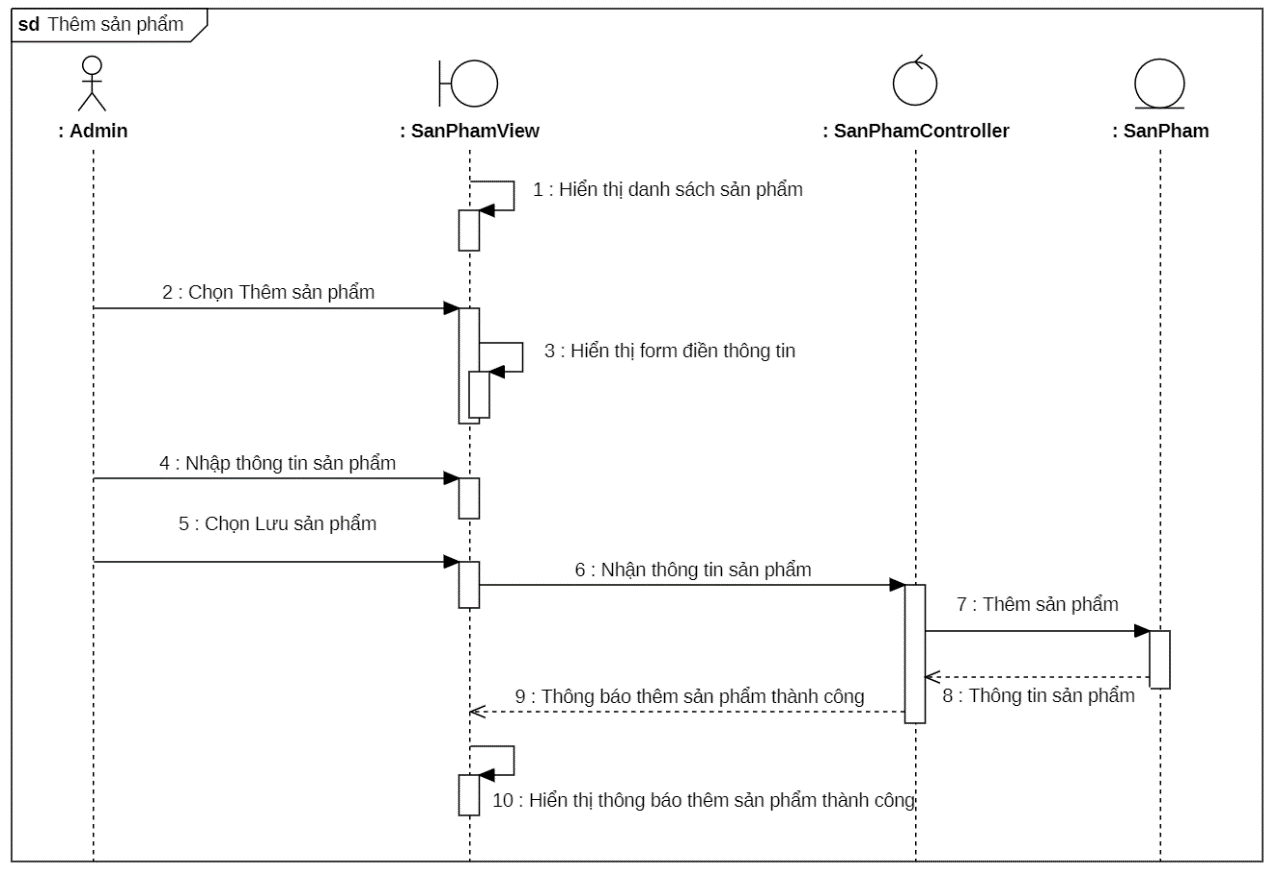 sd Thêm sản phẩm
: Admin
: SanPhamView
: SanPhamController
: SanPham
1 : Hiển thị danh sách sản phẩm
2 : Chọn Thêm sản phẩm
3 : Hiển thị form điền thông tin
4 : Nhập thông tin sản phẩm
5 : Chọn Lưu sản phẩm
6 : Nhận thông tin sản phẩm
7 : Thêm sản phẩm
8 : Thông tin sản phẩm
9 : Thông báo thêm sản phẩm thành công
10 : Hiển thị thông báo thêm sản phẩm thành công